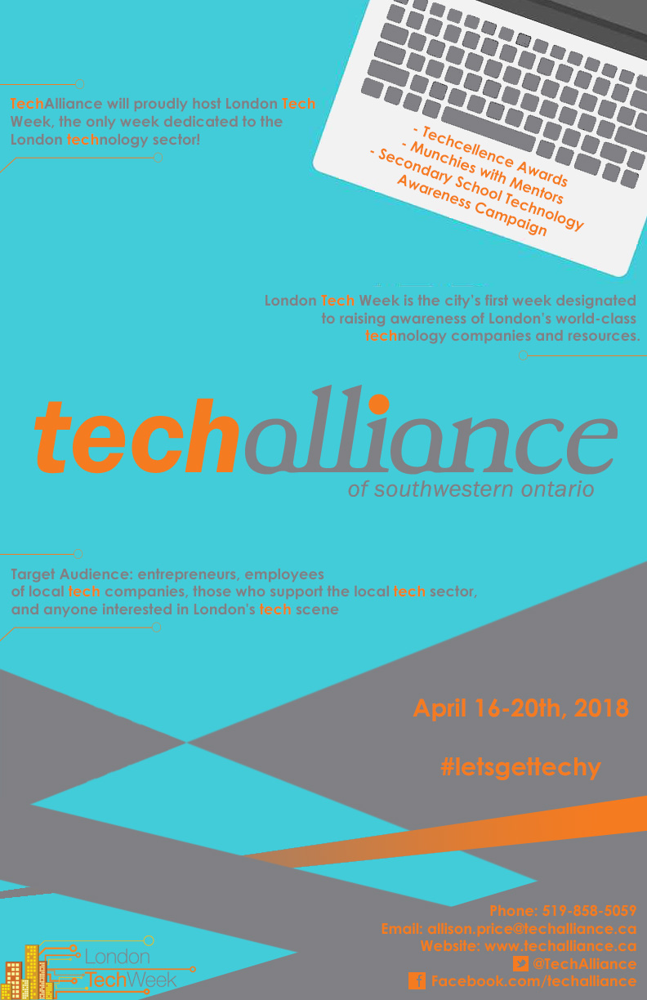 TechAlliance will proudly host London Tech
Week, the only week dedicated to the
London technology sector!
- Techcellence Awards
- Munchies with Mentors
- Secondary School Technology
Awareness Campaign
London Tech Week is the city's first week designated
to raising awareness of London's world-class
technology companies and resources.
techalliance
of southwestern ontario
Target Audience: entrepreneurs, employees
of local tech companies, those who support the local tech sector,
and anyone interested in London's tech scene
April 16-20th, 2018
#letsgettechy
Phone: 519-858-5059
Email: allison.price@techalliance.ca
Website: www.techalliance.ca
@TechAlliance
f Facebook.com/techalliance
London
TechWeek